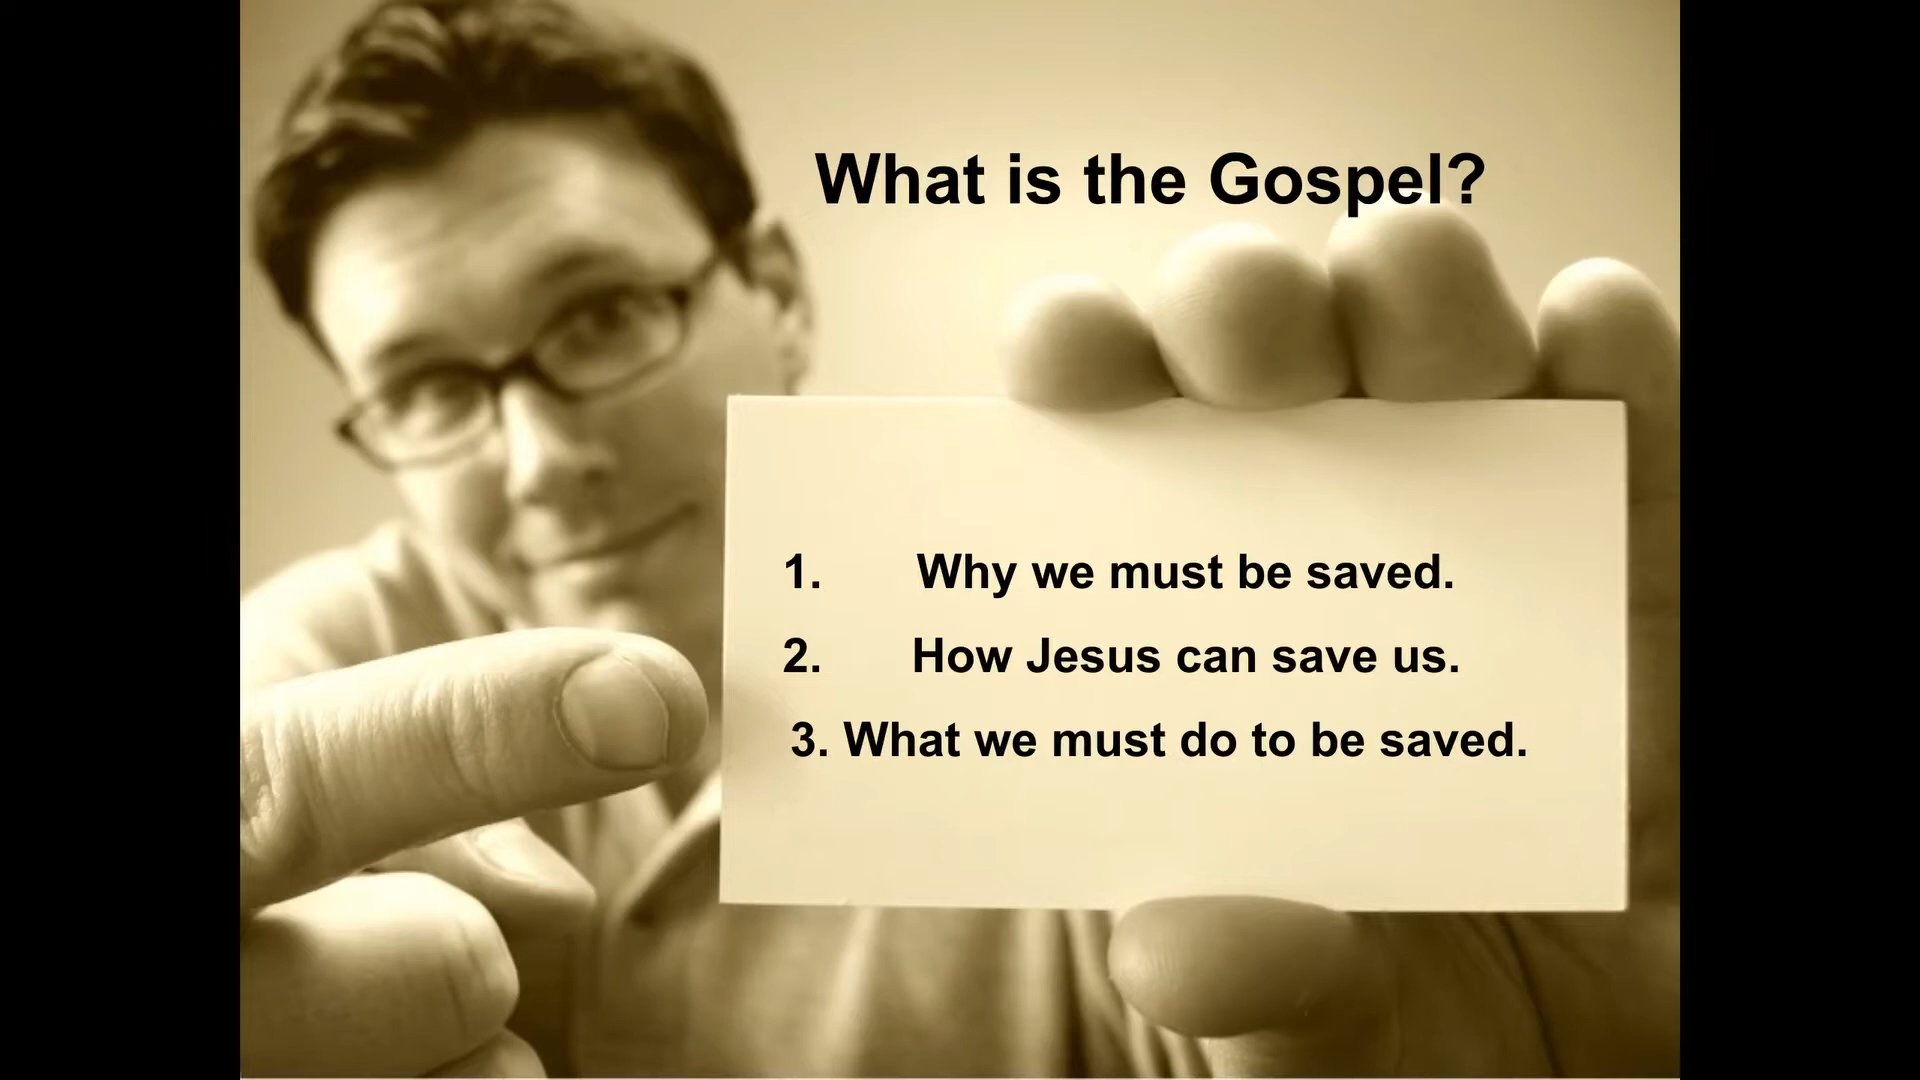 What is the Gospel?
1. Why we must be saved.
2. How Jesus can save us.
3. What we must do to be saved.